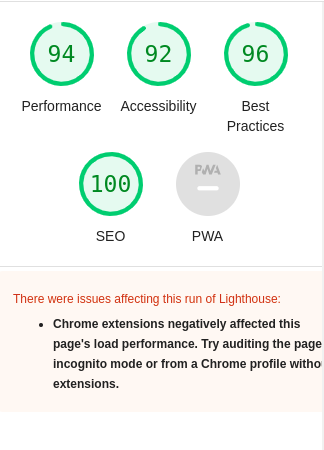 94
92
96
Performance
Accessibility
Best
Practices
100
PWA
SEO
PWA
There were issues affecting this run of Lighthouse:
• Chrome extensions negatively affected this
page's load performance. Try auditing the page
incognito mode or from a Chrome profile witho
extensions.